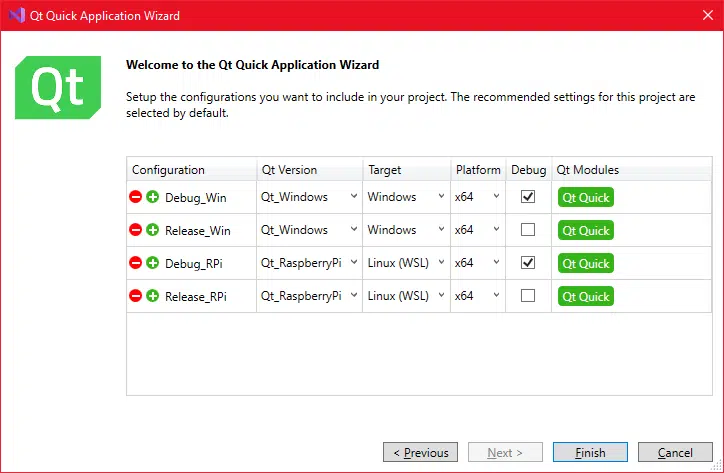 Qt Quick Application Wizard
Qt
Welcome to the Qt Quick Application Wizard
Setup the configurations you want to include in your project. The recommended settings for this project are
selected by default.
Configuration Qt Version Target Platform Debug Qt Modules
Debug_Win Qt_Windows Windows x64 Qt Quick
Release_Win Qt_Windows Windows x64 Qt Quick
Debug_RPi Qt_RaspberryPi Linux (WSL) x64 Qt Quick
Release_RPi Qt_RaspberryPi Linux (WSL) x64 Qt Quick
< Previous Next > Finish Cancel